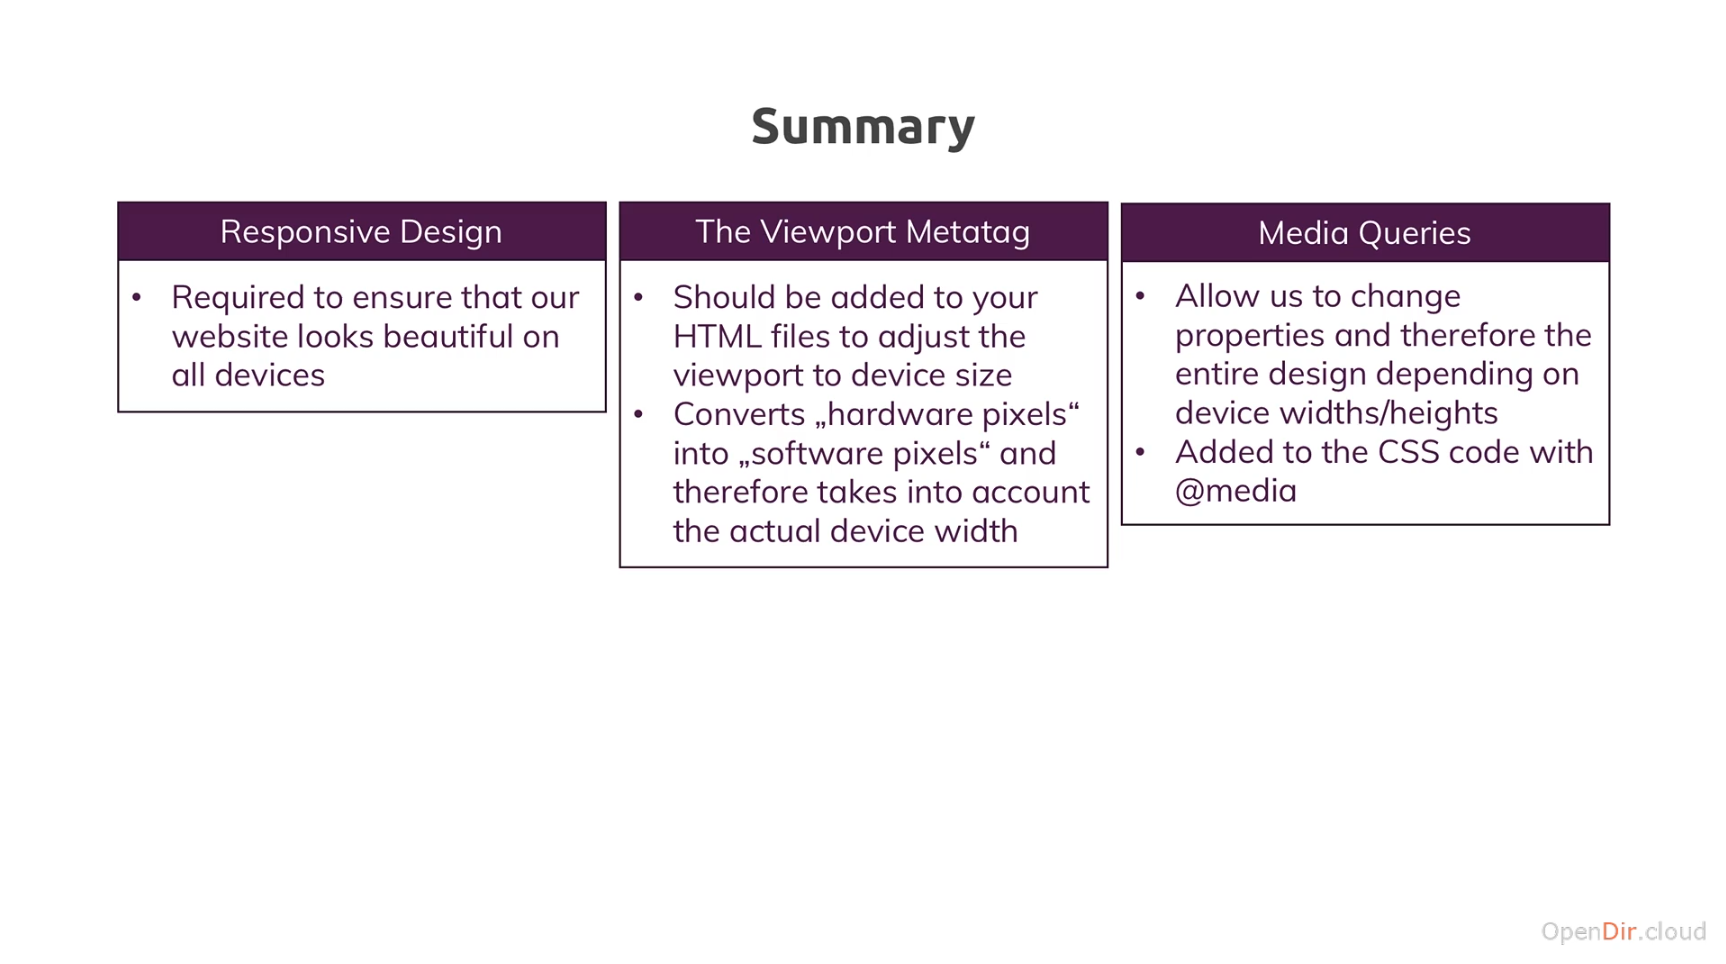 Summary
Responsive Design
• Required to ensure that our
website looks beautiful on
all devices
The Viewport Metatag
• Should be added to your
HTML files to adjust the
viewport to device size
• Converts „hardware pixels“
into „software pixels“ and
therefore takes into account
the actual device width
Media Queries
• Allow us to change
properties and therefore the
entire design depending on
device widths/heights
• Added to the CSS code with
@media
OpenDir.cloud